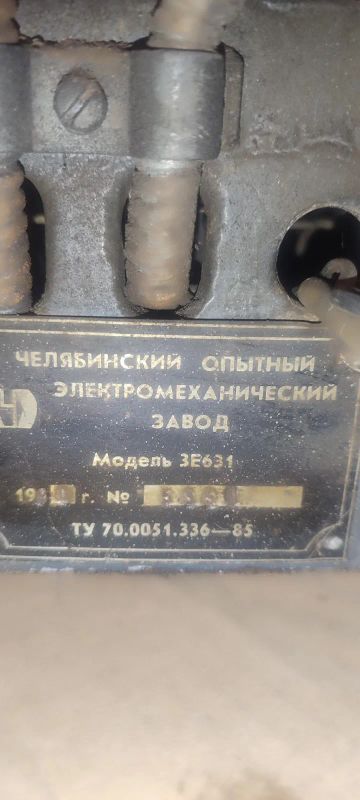 ЧЕЛЯБИНСКИЙ ОПЫТНЫЙ
ЭЛЕКТРОМЕХАНИЧЕСКИЙ
ЗАВОД
Модель 3Е631
г. №
ТУ 70.0051.336—85